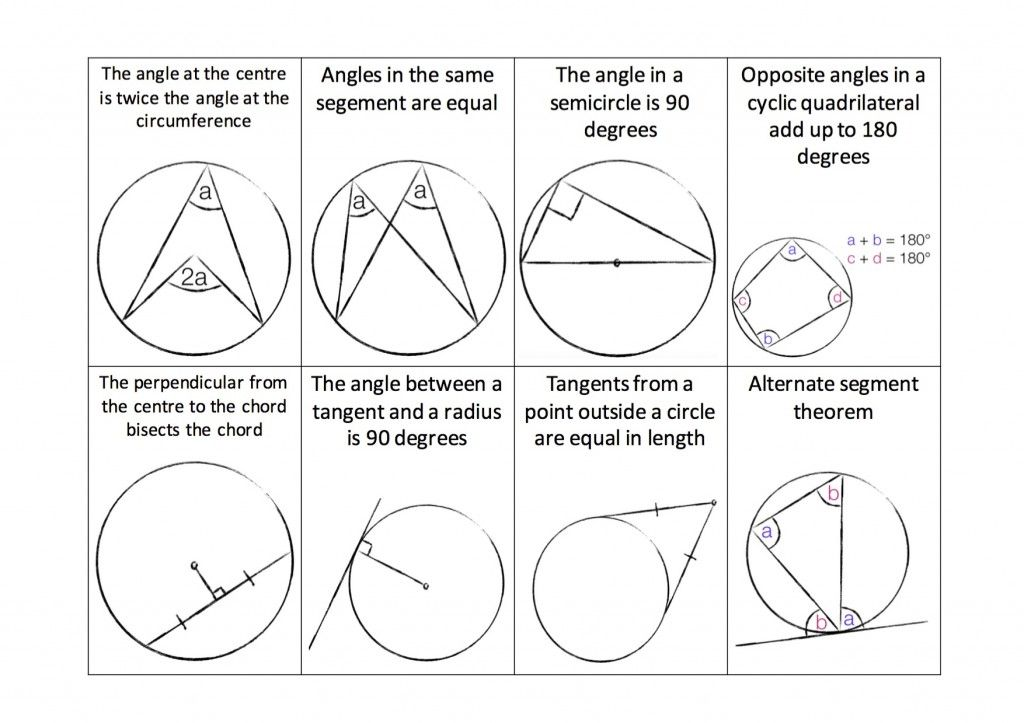 The angle at the centre
is twice the angle at the
circumference
a
2a
Angles in the same
segement are equal
a
a
The angle in a
semicircle is 90
degrees
Opposite angles in a
cyclic quadrilateral
add up to 180
degrees
a + b = 180°
c + d = 180°
a
c
d
b
The perpendicular from
the centre to the chord
bisects the chord
The angle between a
tangent and a radius
is 90 degrees
Tangents from a
point outside a circle
are equal in length
Alternate segment
theorem
b
a
b
a